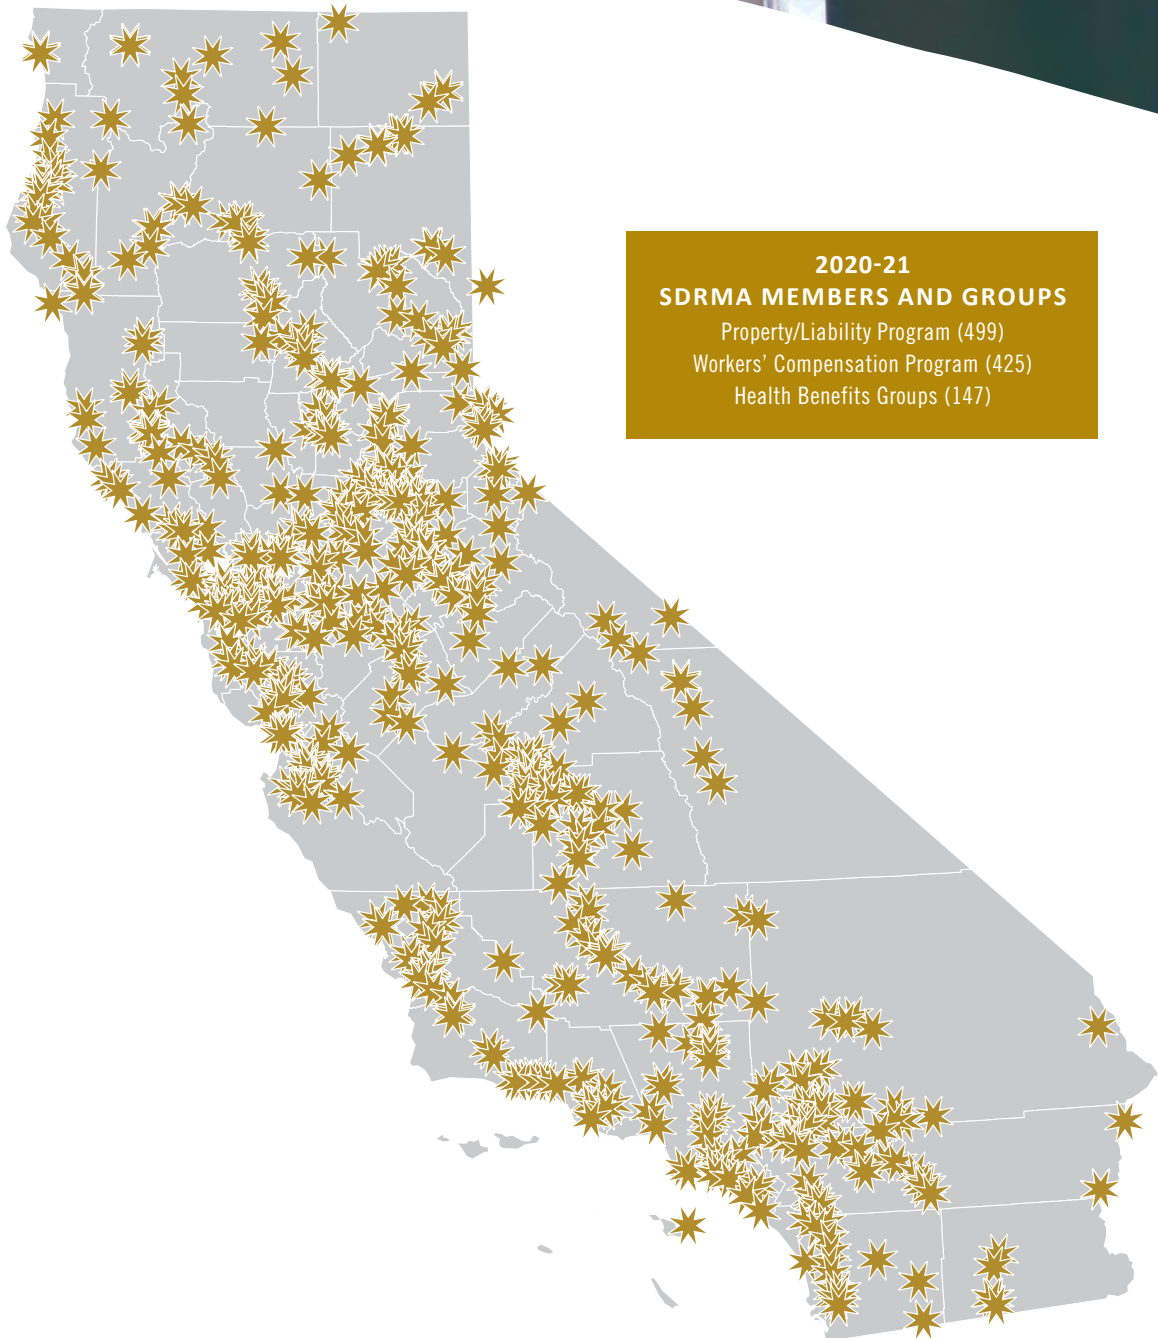 2020-21
SDRMA MEMBERS AND GROUPS
Property/Liability Program (499)
Workers’ Compensation Program (425)
Health Benefits Groups (147)